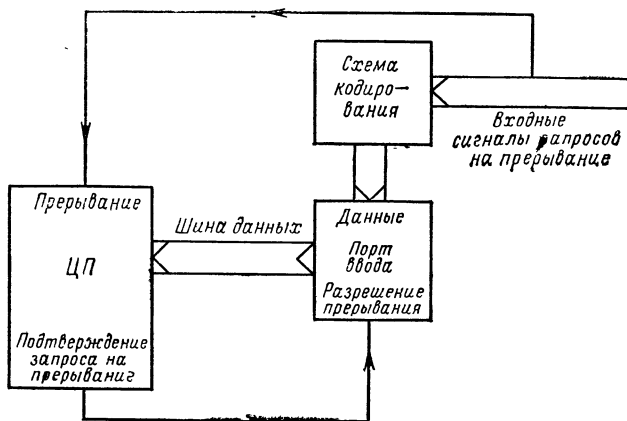 Схема
кодиро-
вания
Входные
сигналы запросов
на прерывание
Прерывание
Шина данных
Данные
ЦП
Порт
ввода
Разрешение
прерывания
Подтверждение
запроса на
прерывание